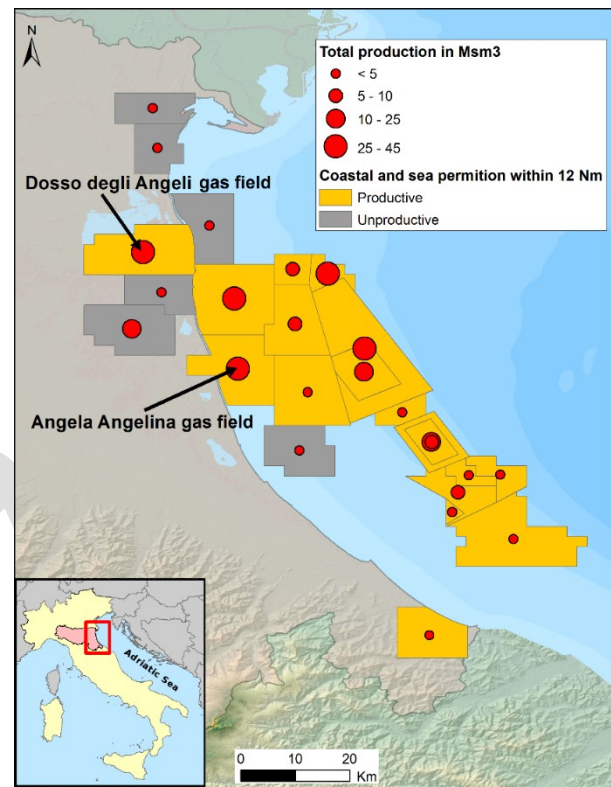 N
Total production in Msm3
< 5
5 - 10
10 - 25
25 - 45
Coastal and sea permition within 12 Nm
Productive
Unproductive
Dosso degli Angeli gas field
Angela Angelina gas field
Adriatic Sea
0 10 20
Km